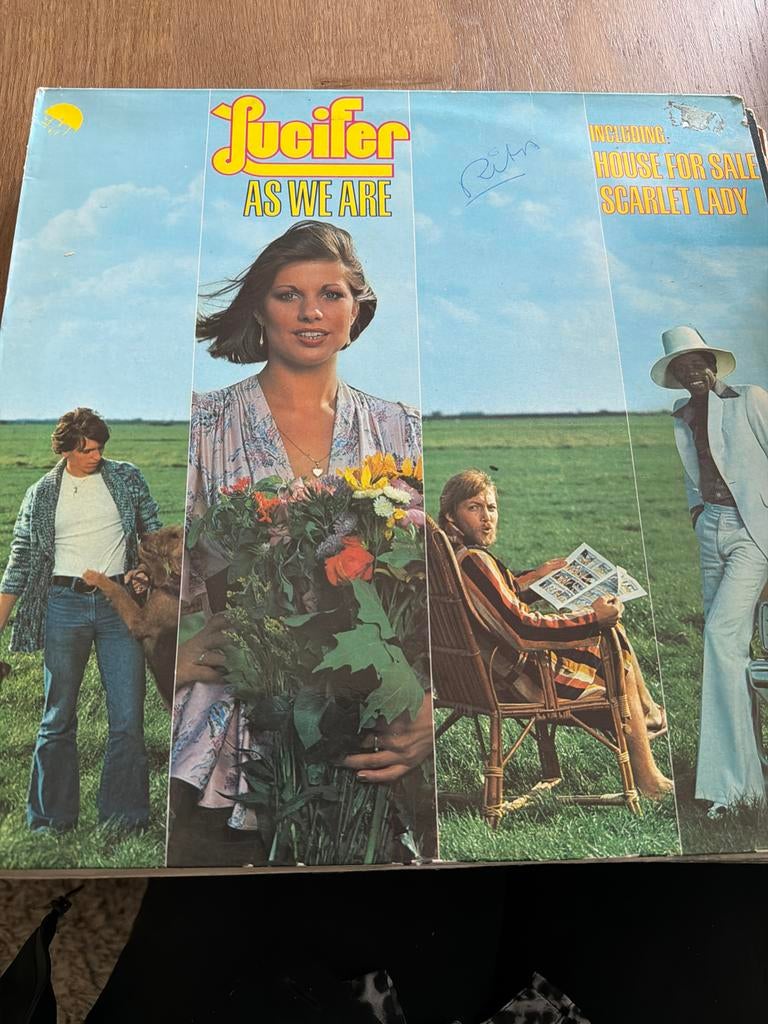 Lucifer
AS WE ARE
Rita
INCLUDING:
HOUSE FOR SALE
SCARLET LADY